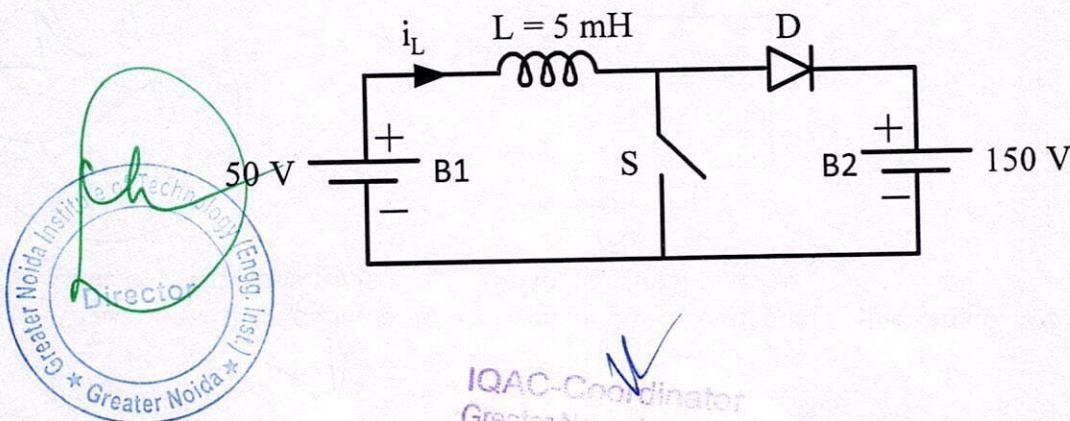 i_L
L = 5 mH
D
50 V
+
B1
−
S
+
B2
−
150 V
Greater Noida Institute of Technology (Engg. Inst.)
Director
★ Greater Noida ★
IQAC-Coordinator